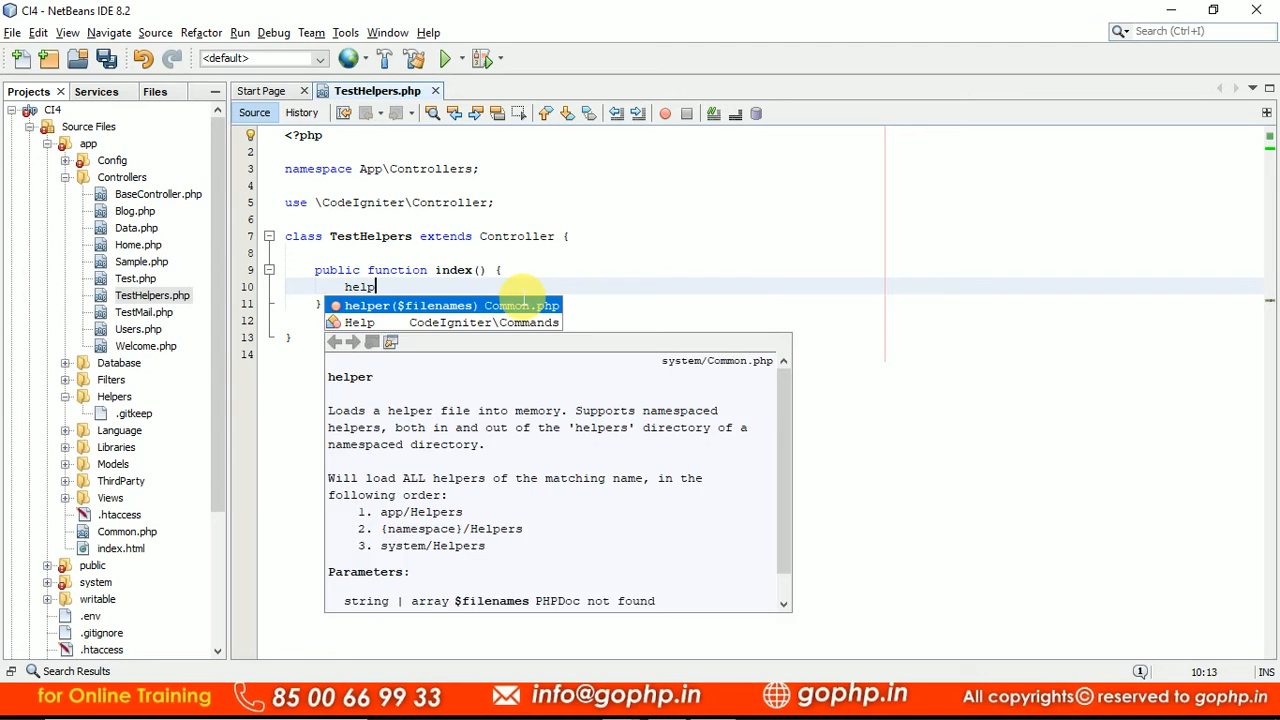 CI4 - NetBeans IDE 8.2
File Edit View Navigate Source Refactor Run Debug Team Tools Window Help
Search (Ctrl+I)
<default>
Projects Services Files
Start Page TestHelpers.php
Source History
CI4
Source Files
app
Config
Controllers
BaseController.php
Blog.php
Data.php
Home.php
Sample.php
Test.php
TestHelpers.php
TestMail.php
Users.php
Welcome.php
Database
Filters
Helpers
.gitkeep
Language
Libraries
Models
ThirdParty
Views
.htaccess
Common.php
index.html
public
system
writable
.env
.gitignore
.htaccess
<?php
2
3 namespace App\Controllers;
4
5 use \CodeIgniter\Controller;
6
7 class TestHelpers extends Controller {
8
9 public function index() {
10 help
11 }
12
13 }
14
helper($filenames) Common.php
Help CodeIgniter\Commands
system/Common.php
helper
Loads a helper file into memory. Supports namespaced
helpers, both in and out of the 'helpers' directory of a
namespaced directory.
Will load ALL helpers of the matching name, in the
following order:
1. app/Helpers
2. {namespace}/Helpers
3. system/Helpers
Parameters:
string | array $filenames PHPDoc not found
Search Results
1
10:13 INS
for Online Training 85 00 66 99 33 info@gophp.in gophp.in All copyrights© reserved to gophp.in